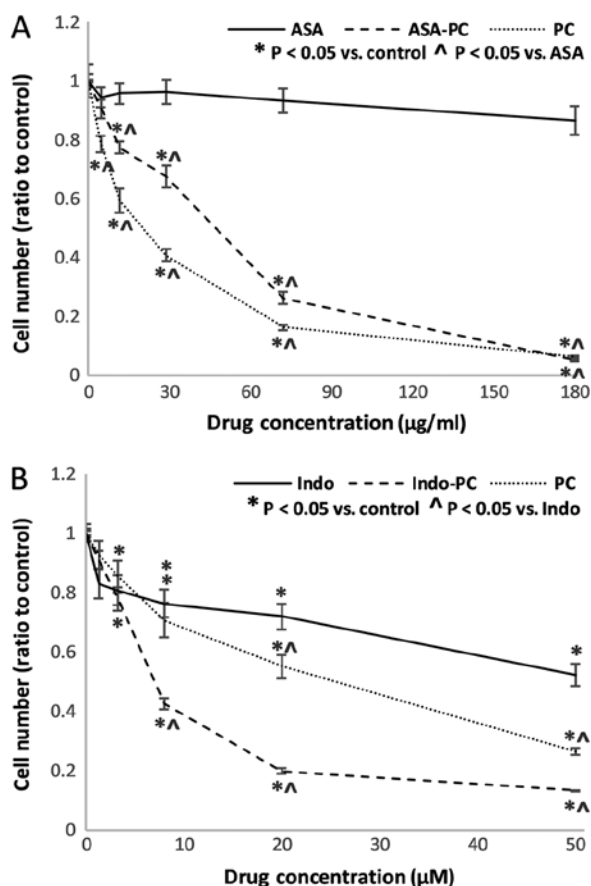 A
1.2
ASA ASA-PC PC
* P < 0.05 vs. control ^ P < 0.05 vs. ASA
1
0.8
0.6
0.4
0.2
0
*^
*^
*^
*^
*^
*^
*^
*^
*^
0 30 60 90 120 150 180
Cell number (ratio to control)
Drug concentration (µg/ml)
B
1.2
Indo Indo-PC PC
* P < 0.05 vs. control ^ P < 0.05 vs. Indo
1
0.8
0.6
0.4
0.2
0
*
*
*
*
*
*
*^
*^
*^
*^
*^
0 10 20 30 40 50
Cell number (ratio to control)
Drug concentration (µM)